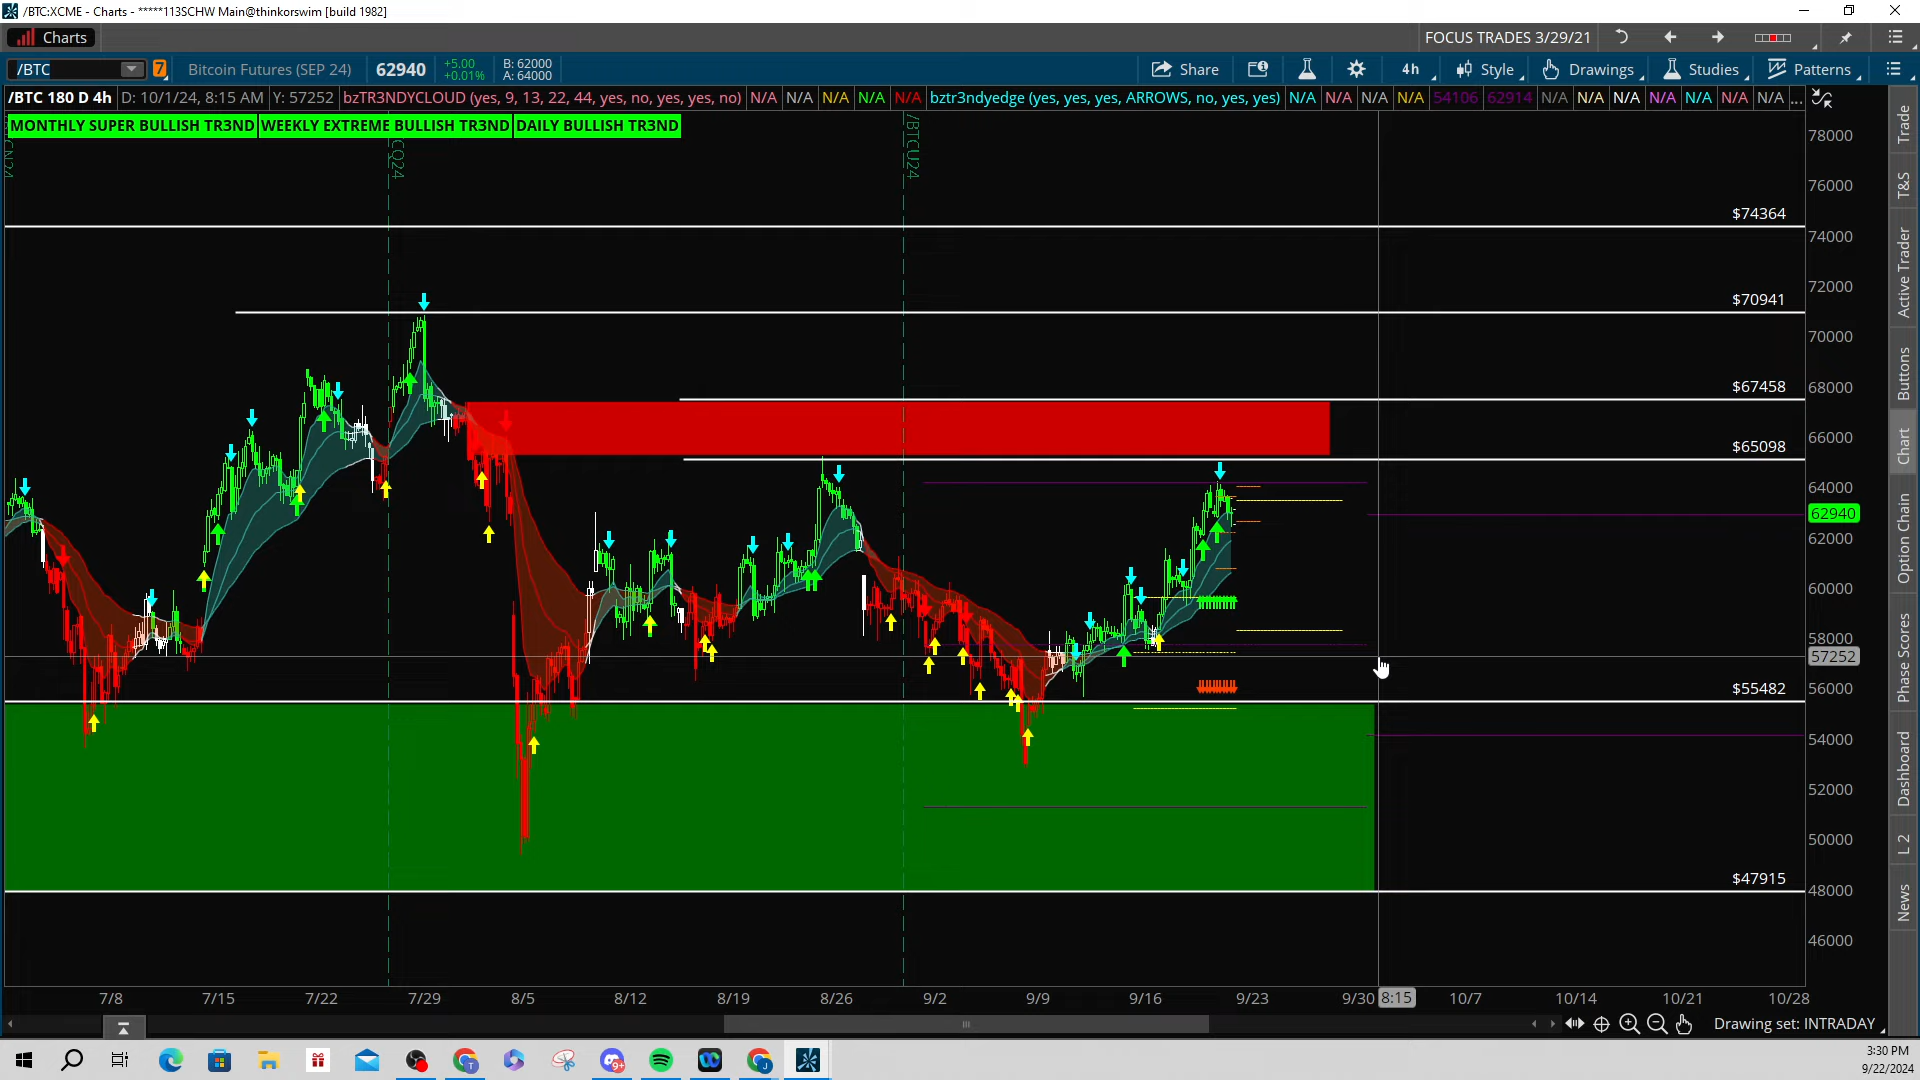 /BTC:XCME - Charts - *****113SCHW Main@thinkorswim [build 1982]
Charts
FOCUS TRADES 3/29/21
/BTC
7
Bitcoin Futures (SEP 24)
62940
+5.00
+0.01%
B: 62000
A: 64000
Share
4h
Style
Drawings
Studies
Patterns
/BTC 180 D 4h
D: 10/1/24, 8:15 AM
Y: 57252
bzTR3NDYCLOUD (yes, 9, 13, 22, 44, yes, no, yes, yes, no)
N/A N/A N/A N/A N/A
bztr3ndyedge (yes, yes, yes, ARROWS, no, yes, yes)
N/A N/A N/A N/A 54106 62914 N/A N/A N/A N/A N/A N/A N/A ...
MONTHLY SUPER BULLISH TR3ND
WEEKLY EXTREME BULLISH TR3ND
DAILY BULLISH TR3ND
/BTCU24
$74364
$70941
$67458
$65098
$55482
$47915
78000
76000
74000
72000
70000
68000
66000
64000
62940
62000
60000
58000
57252
56000
54000
52000
50000
48000
46000
Trade
T&S
Active Trader
Buttons
Chart
Option Chain
Phase Scores
Dashboard
L 2
News
7/8 7/15 7/22 7/29 8/5 8/12 8/19 8/26 9/2 9/9 9/16 9/23 9/30 8:15 10/7 10/14 10/21 10/28
Drawing set: INTRADAY
9+
T
J
3:30 PM
9/22/2024